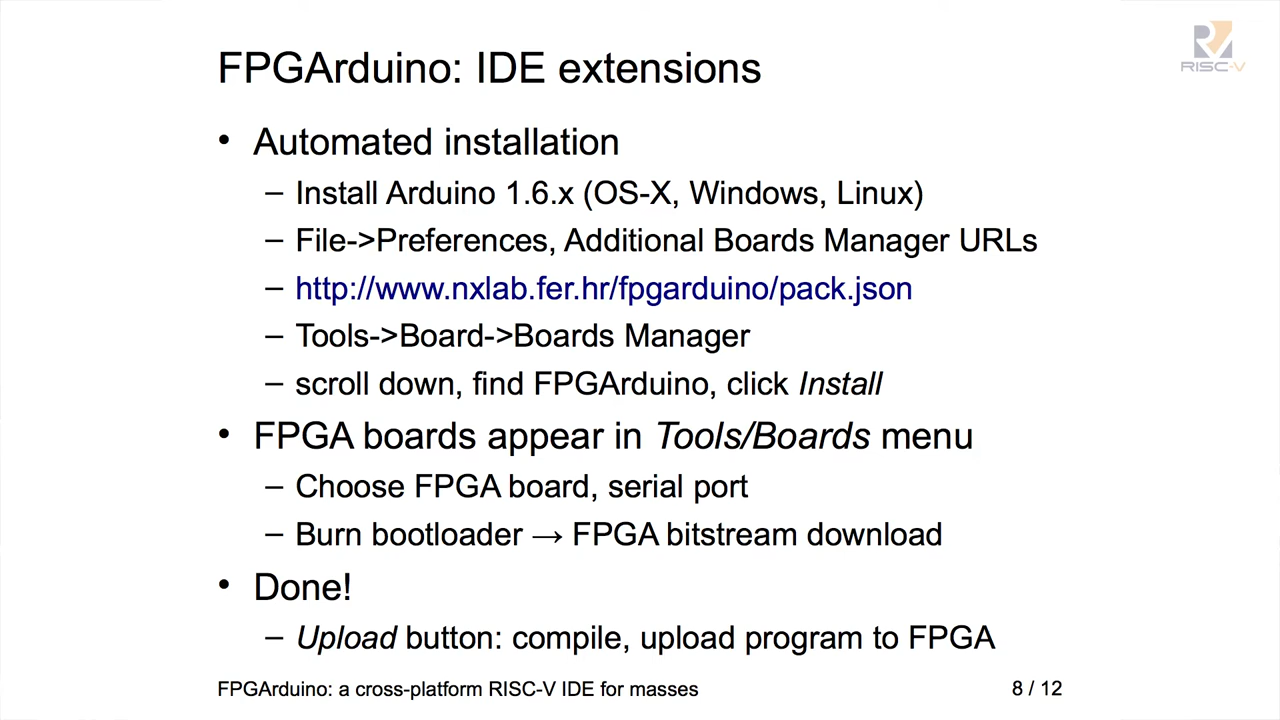 RISC-V
FPGArduino: IDE extensions
• Automated installation
– Install Arduino 1.6.x (OS-X, Windows, Linux)
– File->Preferences, Additional Boards Manager URLs
– http://www.nxlab.fer.hr/fpgarduino/pack.json
– Tools->Board->Boards Manager
– scroll down, find FPGArduino, click Install
• FPGA boards appear in Tools/Boards menu
– Choose FPGA board, serial port
– Burn bootloader → FPGA bitstream download
• Done!
– Upload button: compile, upload program to FPGA
FPGArduino: a cross-platform RISC-V IDE for masses
8 / 12